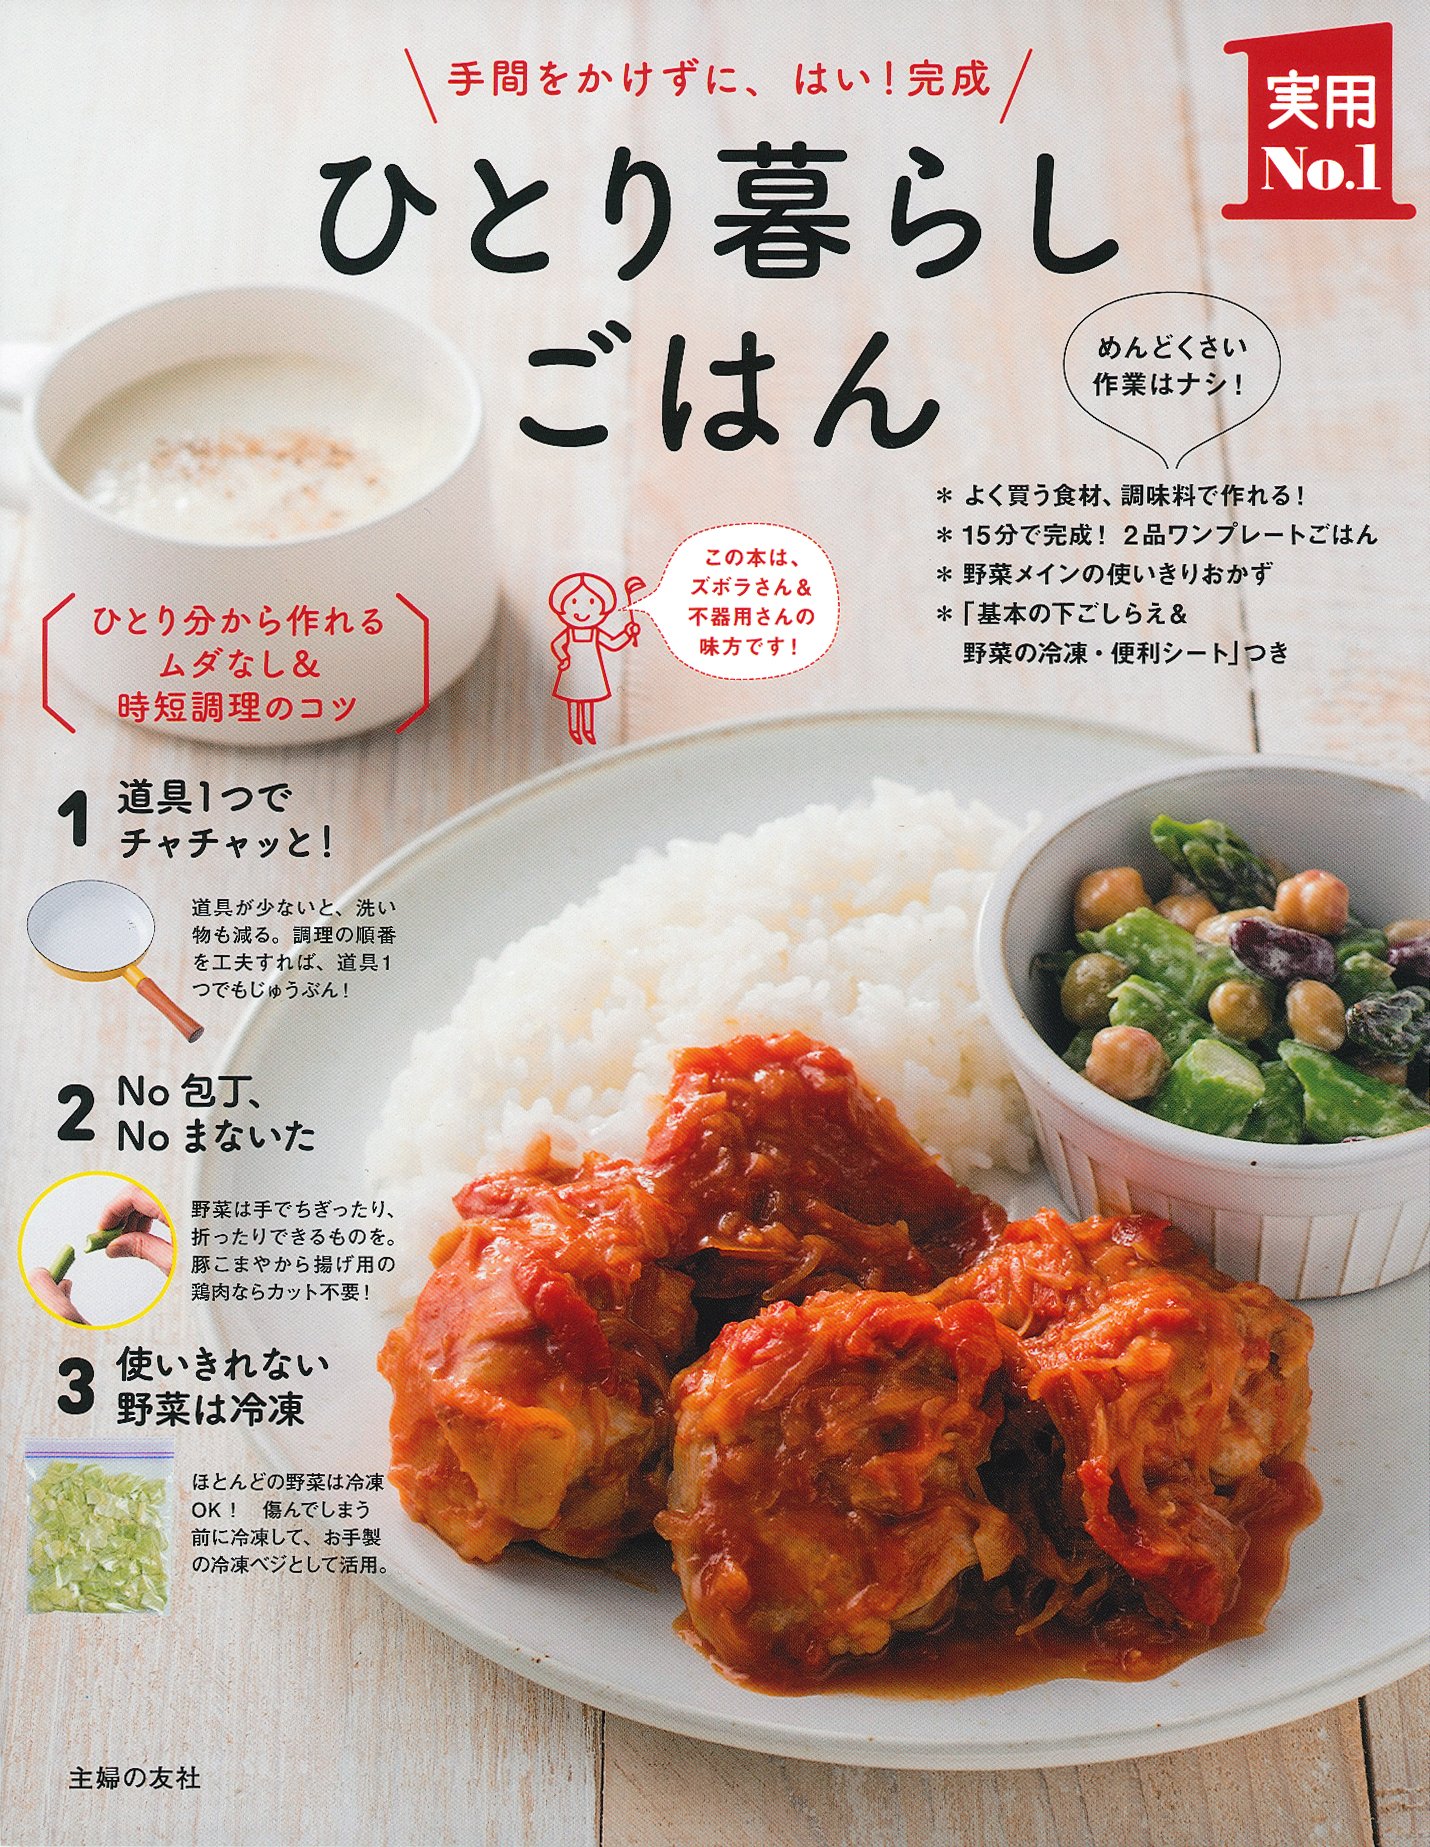 手間をかけずに、はい！完成
実用
No.1
ひとり暮らし
ごはん
めんどくさい
作業はナシ！
＊よく買う食材、調味料で作れる！
＊15分で完成！ 2品ワンプレートごはん
＊野菜メインの使いきりおかず
＊「基本の下ごしらえ＆
野菜の冷凍・便利シート」つき
この本は、
ズボラさん＆
不器用さんの
味方です！
ひとり分から作れる
ムダなし＆
時短調理のコツ
1 道具1つで
チャチャッと！
道具が少ないと、洗い
物も減る。調理の順番
を工夫すれば、道具1
つでもじゅうぶん！
2 No 包丁、
No まないた
野菜は手でちぎったり、
折ったりできるものを。
豚こまやから揚げ用の
鶏肉ならカット不要！
3 使いきれない
野菜は冷凍
ほとんどの野菜は冷凍
OK！ 傷んでしまう
前に冷凍して、お手製
の冷凍ベジとして活用。
主婦の友社